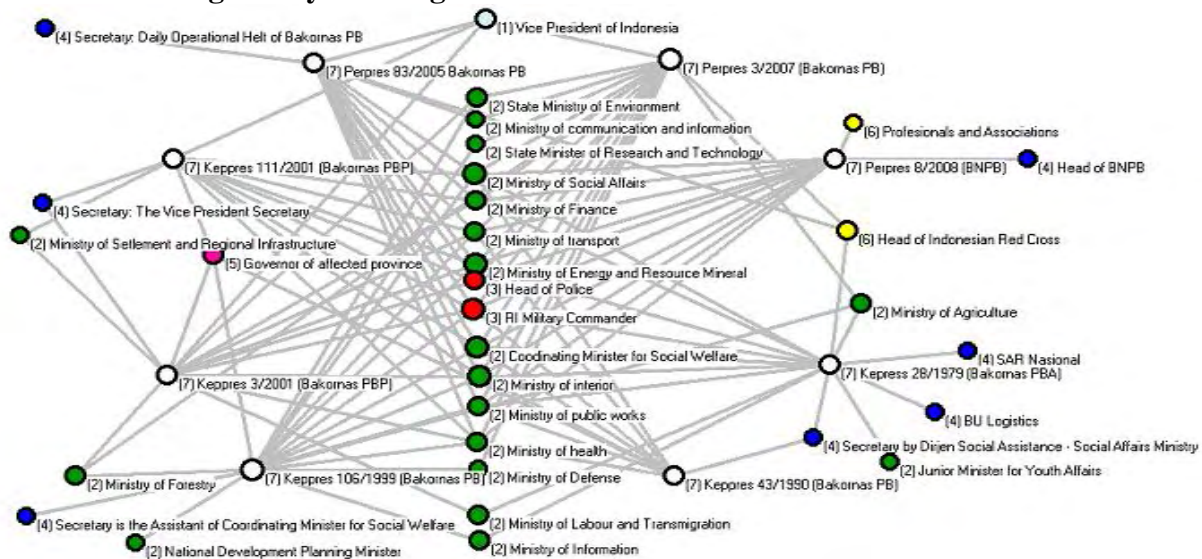 (1) Vice President of Indonesia
(4) Secretary: Daily Operational Helt of Bakornas PB
(7) Perpres 83/2005 Bakornas PB
(7) Perpres 3/2007 (Bakornas PB)
(2) State Ministry of Environment
(2) Ministry of communication and information
(6) Profesionals and Associations
(2) State Minister of Research and Technology
(7) Keppres 111/2001 (Bakornas PBP)
(7) Perpres 8/2008 (BNPB)
(4) Head of BNPB
(2) Ministry of Social Affairs
(4) Secretary: The Vice President Secretary
(2) Ministry of Finance
(2) Ministry of Setlement and Regional Infrastructure
(2) Ministry of transport
(6) Head of Indonesian Red Cross
(5) Governor of affected province
(2) Ministry of Energy and Resource Mineral
(3) Head of Police
(3) RI Military Commander
(2) Ministry of Agriculture
(2) Coodinating Minister for Social Welfare
(4) SAR Nasional
(7) Keppres 3/2001 (Bakornas PBP)
(2) Ministry of interior
(7) Kepress 28/1979 (Bakornas PBA)
(2) Ministry of public works
(4) BU Logistics
(2) Ministry of health
(4) Secretary by Dirjen Social Assistance - Social Affairs Ministry
(2) Ministry of Forestry
(7) Keppres 106/1999 (Bakornas PB)
(2) Ministry of Defense
(7) Keppres 43/1990 (Bakornas PB)
(2) Junior Minister for Youth Affairs
(4) Secretary is the Assistant of Coordinating Minister for Social Welfare
(2) Ministry of Labour and Transmigration
(2) National Development Planning Minister
(2) Ministry of Information